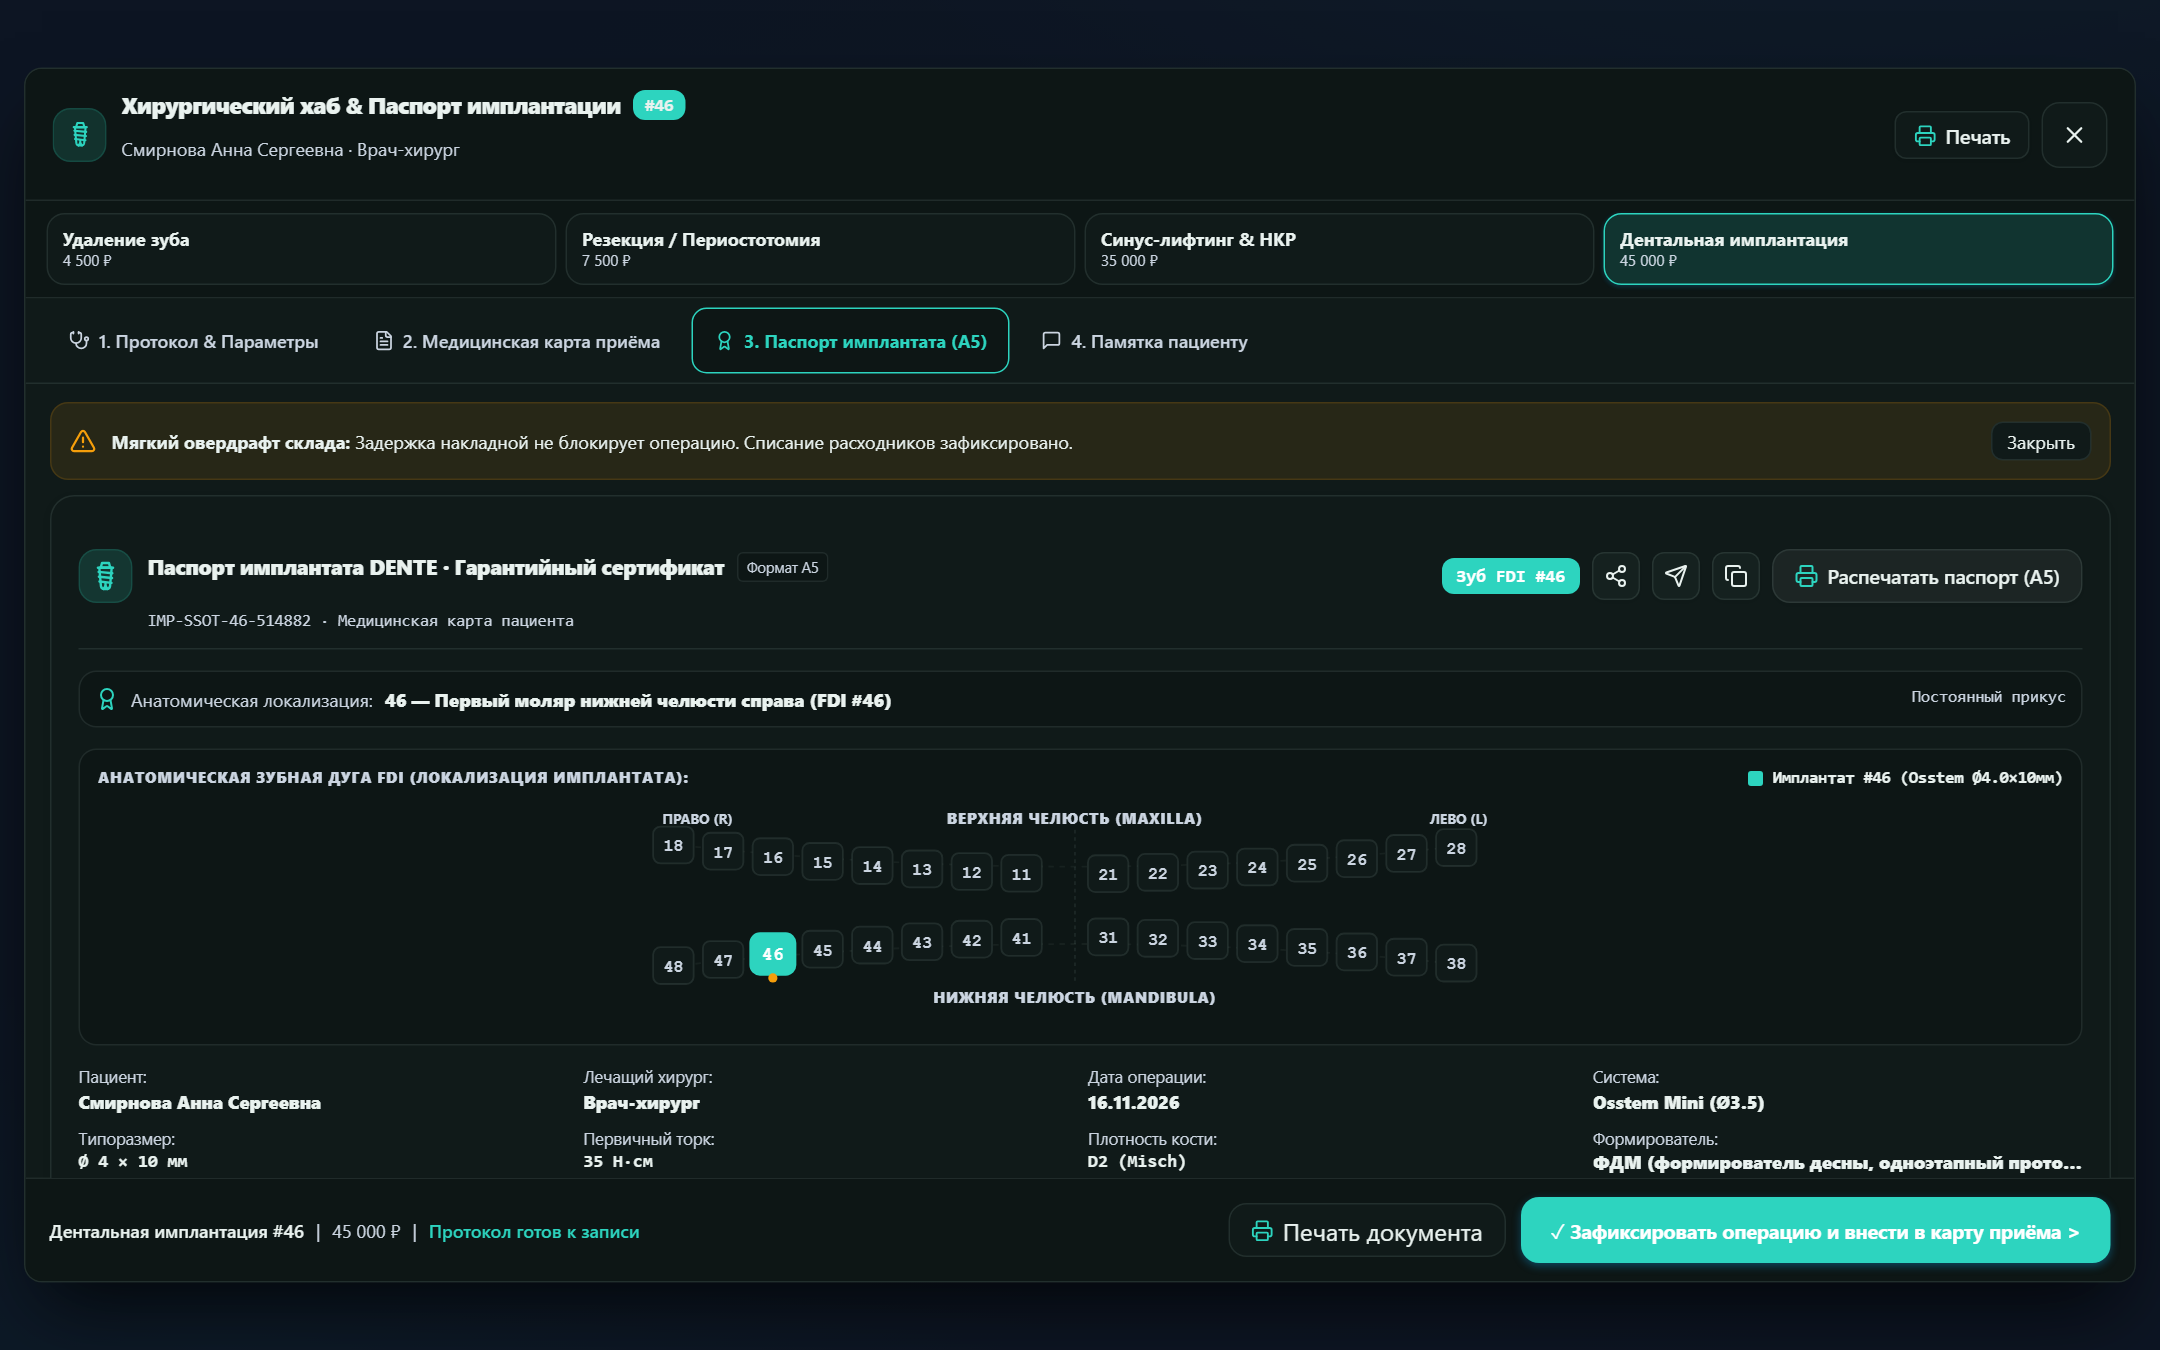 Хирургический хаб & Паспорт имплантации #46
Смирнова Анна Сергеевна · Врач-хирург
Печать
Удаление зуба
4 500 ₽
Резекция / Периостотомия
7 500 ₽
Синус-лифтинг & НКР
35 000 ₽
Дентальная имплантация
45 000 ₽
1. Протокол & Параметры
2. Медицинская карта приёма
3. Паспорт имплантата (А5)
4. Памятка пациенту
Мягкий овердрафт склада: Задержка накладной не блокирует операцию. Списание расходников зафиксировано.
Закрыть
Паспорт имплантата DENTE · Гарантийный сертификат Формат А5
IMP-SSOT-46-514882 · Медицинская карта пациента
Зуб FDI #46
Распечатать паспорт (А5)
Анатомическая локализация: 46 — Первый моляр нижней челюсти справа (FDI #46)
Постоянный прикус
АНАТОМИЧЕСКАЯ ЗУБНАЯ ДУГА FDI (ЛОКАЛИЗАЦИЯ ИМПЛАНТАТА):
Имплантат #46 (Osstem Ø4.0×10мм)
ПРАВО (R) ВЕРХНЯЯ ЧЕЛЮСТЬ (MAXILLA) ЛЕВО (L)
18 17 16 15 14 13 12 11 21 22 23 24 25 26 27 28
48 47 46 45 44 43 42 41 31 32 33 34 35 36 37 38
НИЖНЯЯ ЧЕЛЮСТЬ (MANDIBULA)
Пациент:
Смирнова Анна Сергеевна
Лечащий хирург:
Врач-хирург
Дата операции:
16.11.2026
Система:
Osstem Mini (Ø3.5)
Типоразмер:
Ø 4 × 10 мм
Первичный торк:
35 Н·см
Плотность кости:
D2 (Misch)
Формирователь:
ФДМ (формирователь десны, одноэтапный прото...
Дентальная имплантация #46 | 45 000 ₽ | Протокол готов к записи
Печать документа
✓ Зафиксировать операцию и внести в карту приёма >